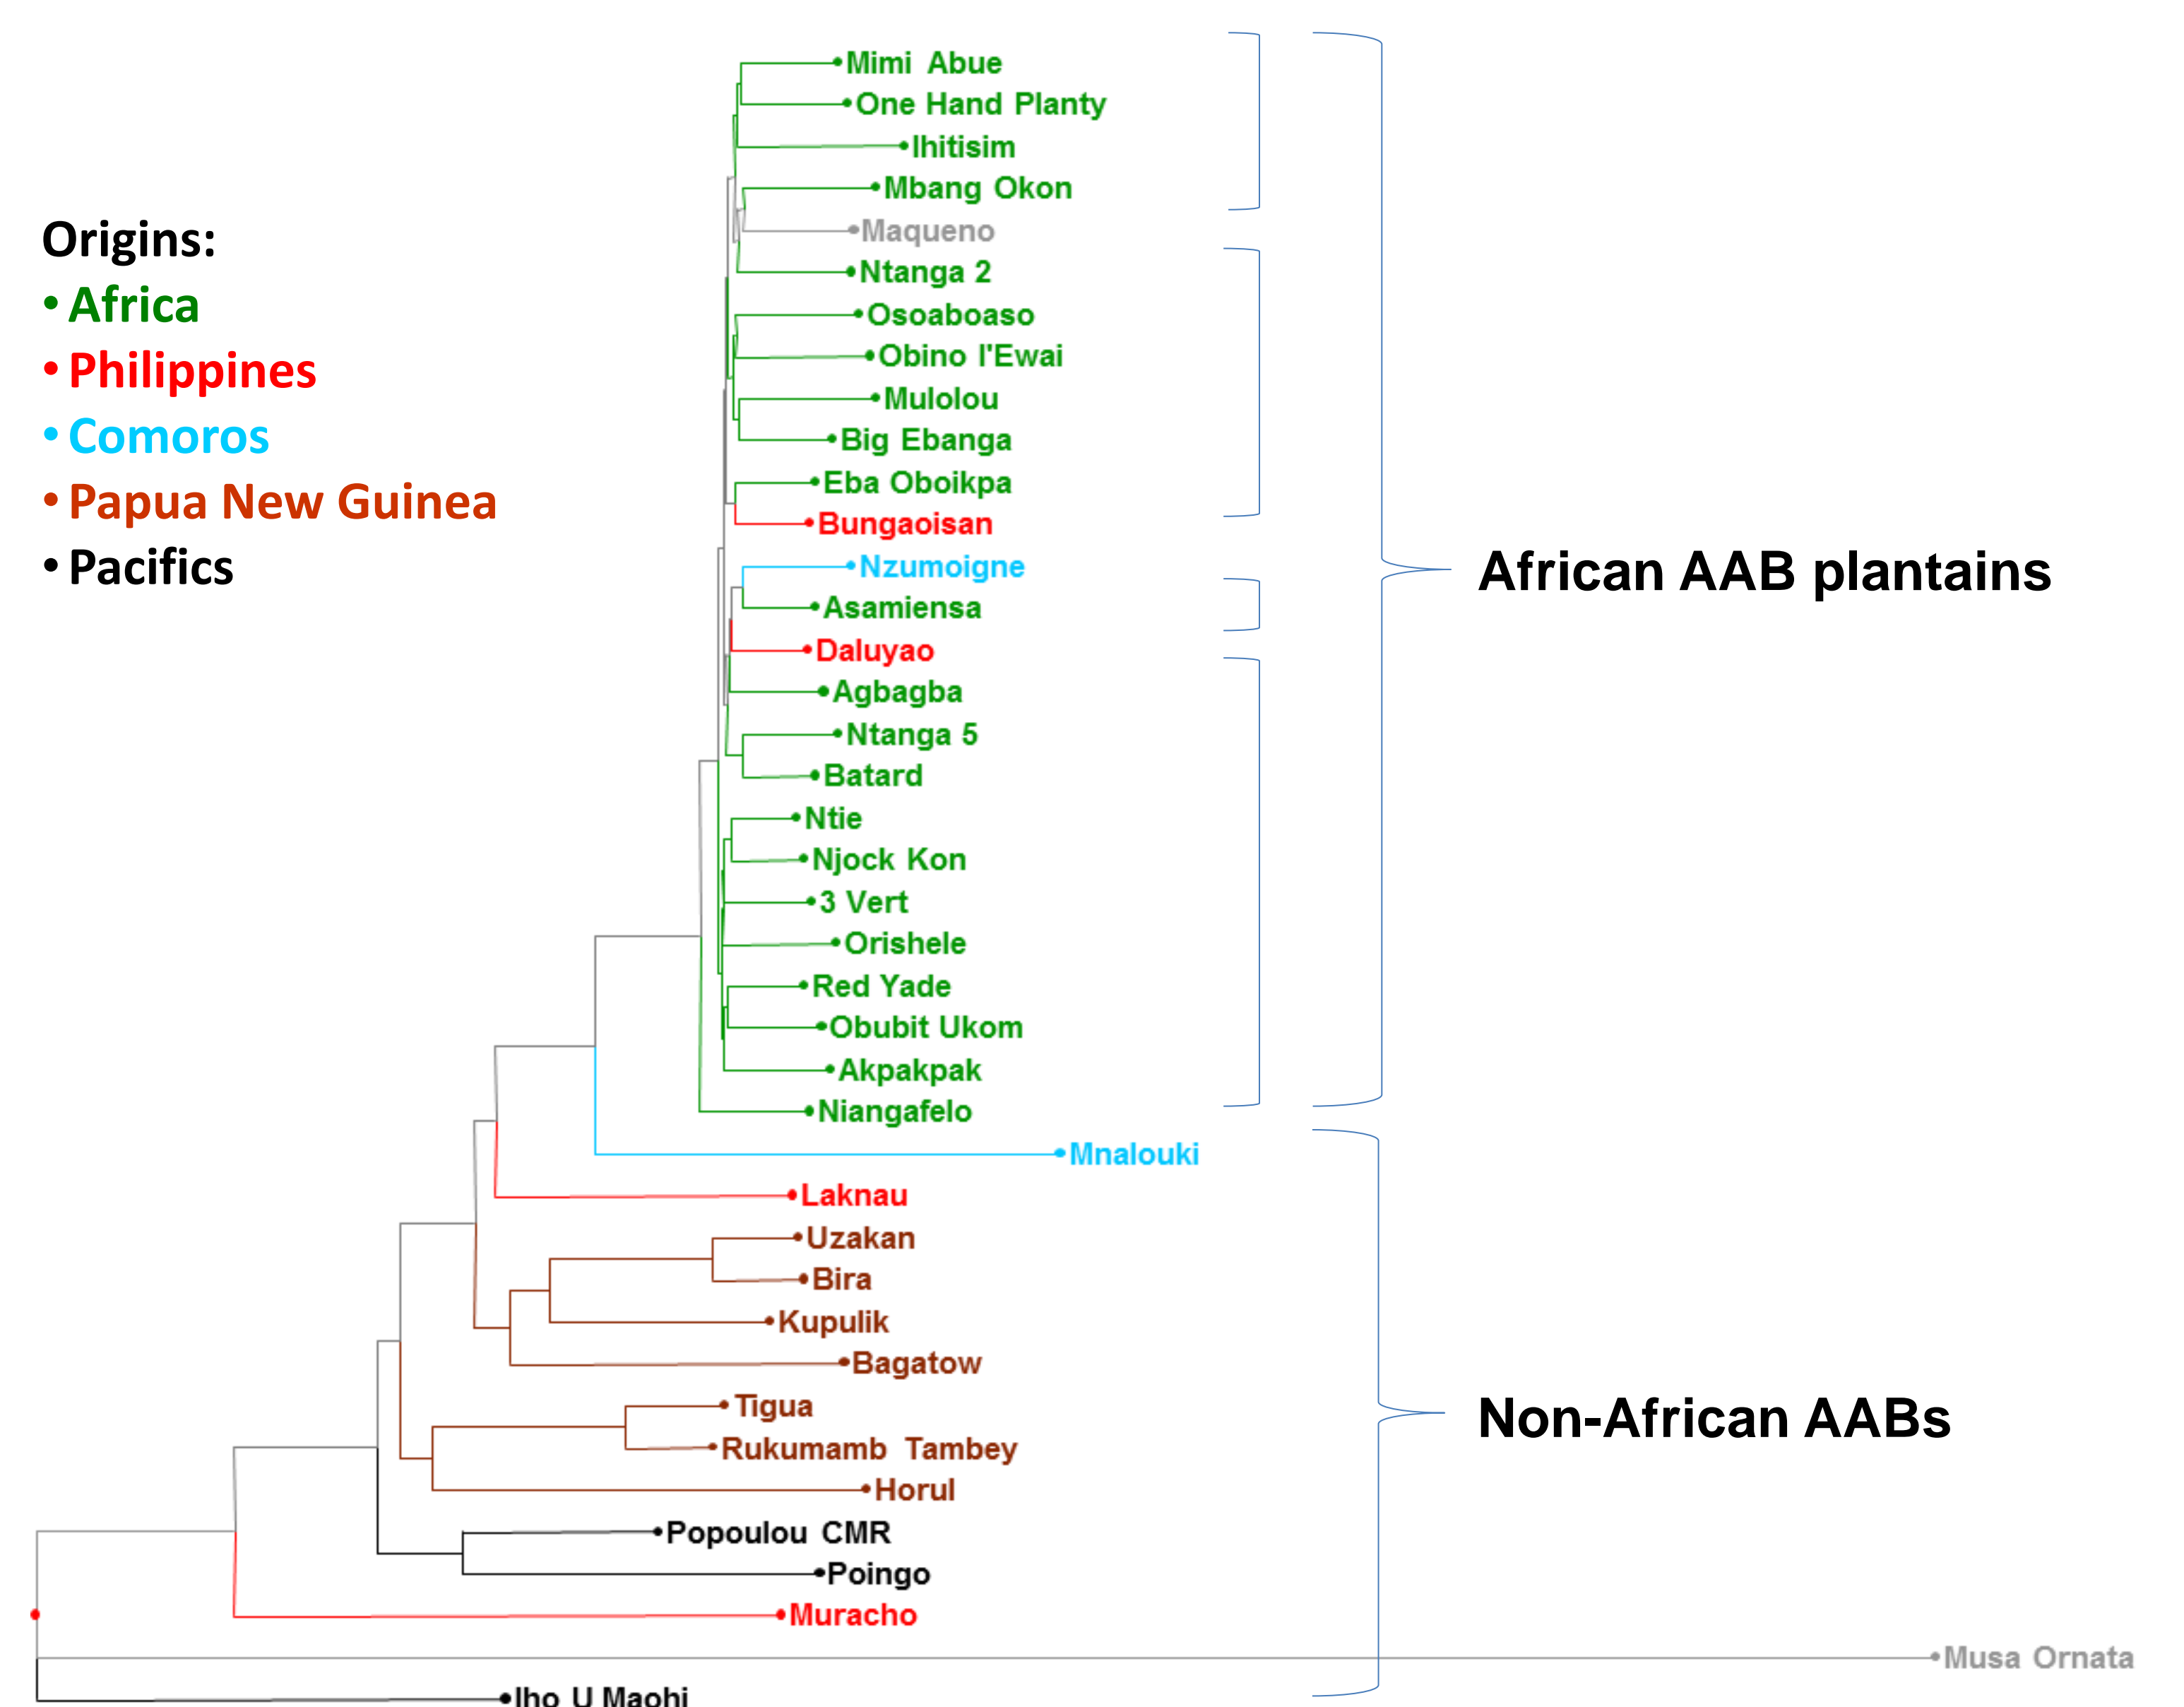 Mimi Abue
One Hand Planty
Ihitisim
Mbang Okon
Maqueno
Ntanga 2
Osoaboaso
Obino l'Ewai
Mulolou
Big Ebanga
Eba Oboikpa
Bungaoisan
Nzumoigne
Asamiensa
Daluyao
Agbagba
Ntanga 5
Batard
Ntie
Njock Kon
3 Vert
Orishele
Red Yade
Obubit Ukom
Akpakpak
Niangafelo
Mnalouki
Laknau
Uzakan
Bira
Kupulik
Bagatow
Tigua
Rukumamb Tambey
Horul
Popoulou CMR
Poingo
Muracho
Musa Ornata
Iho U Maohi
Origins:
• Africa
• Philippines
• Comoros
• Papua New Guinea
• Pacifics
African AAB plantains
Non-African AABs